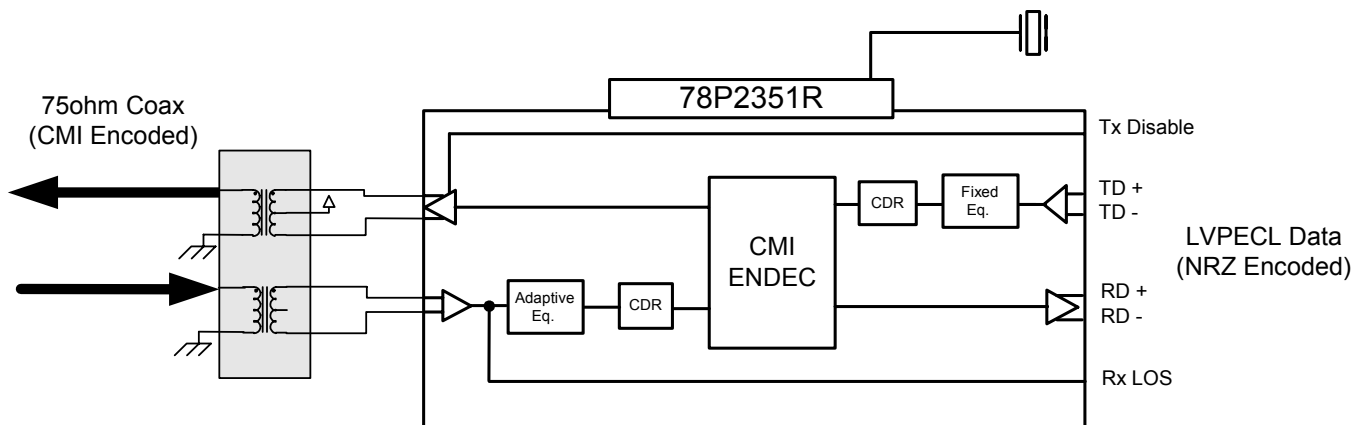 78P2351R
75ohm Coax
(CMI Encoded)
Tx Disable
TD +
TD -
Fixed
Eq.
CDR
LVPECL Data
(NRZ Encoded)
CMI
ENDEC
RD +
RD -
Adaptive
Eq.
CDR
Rx LOS